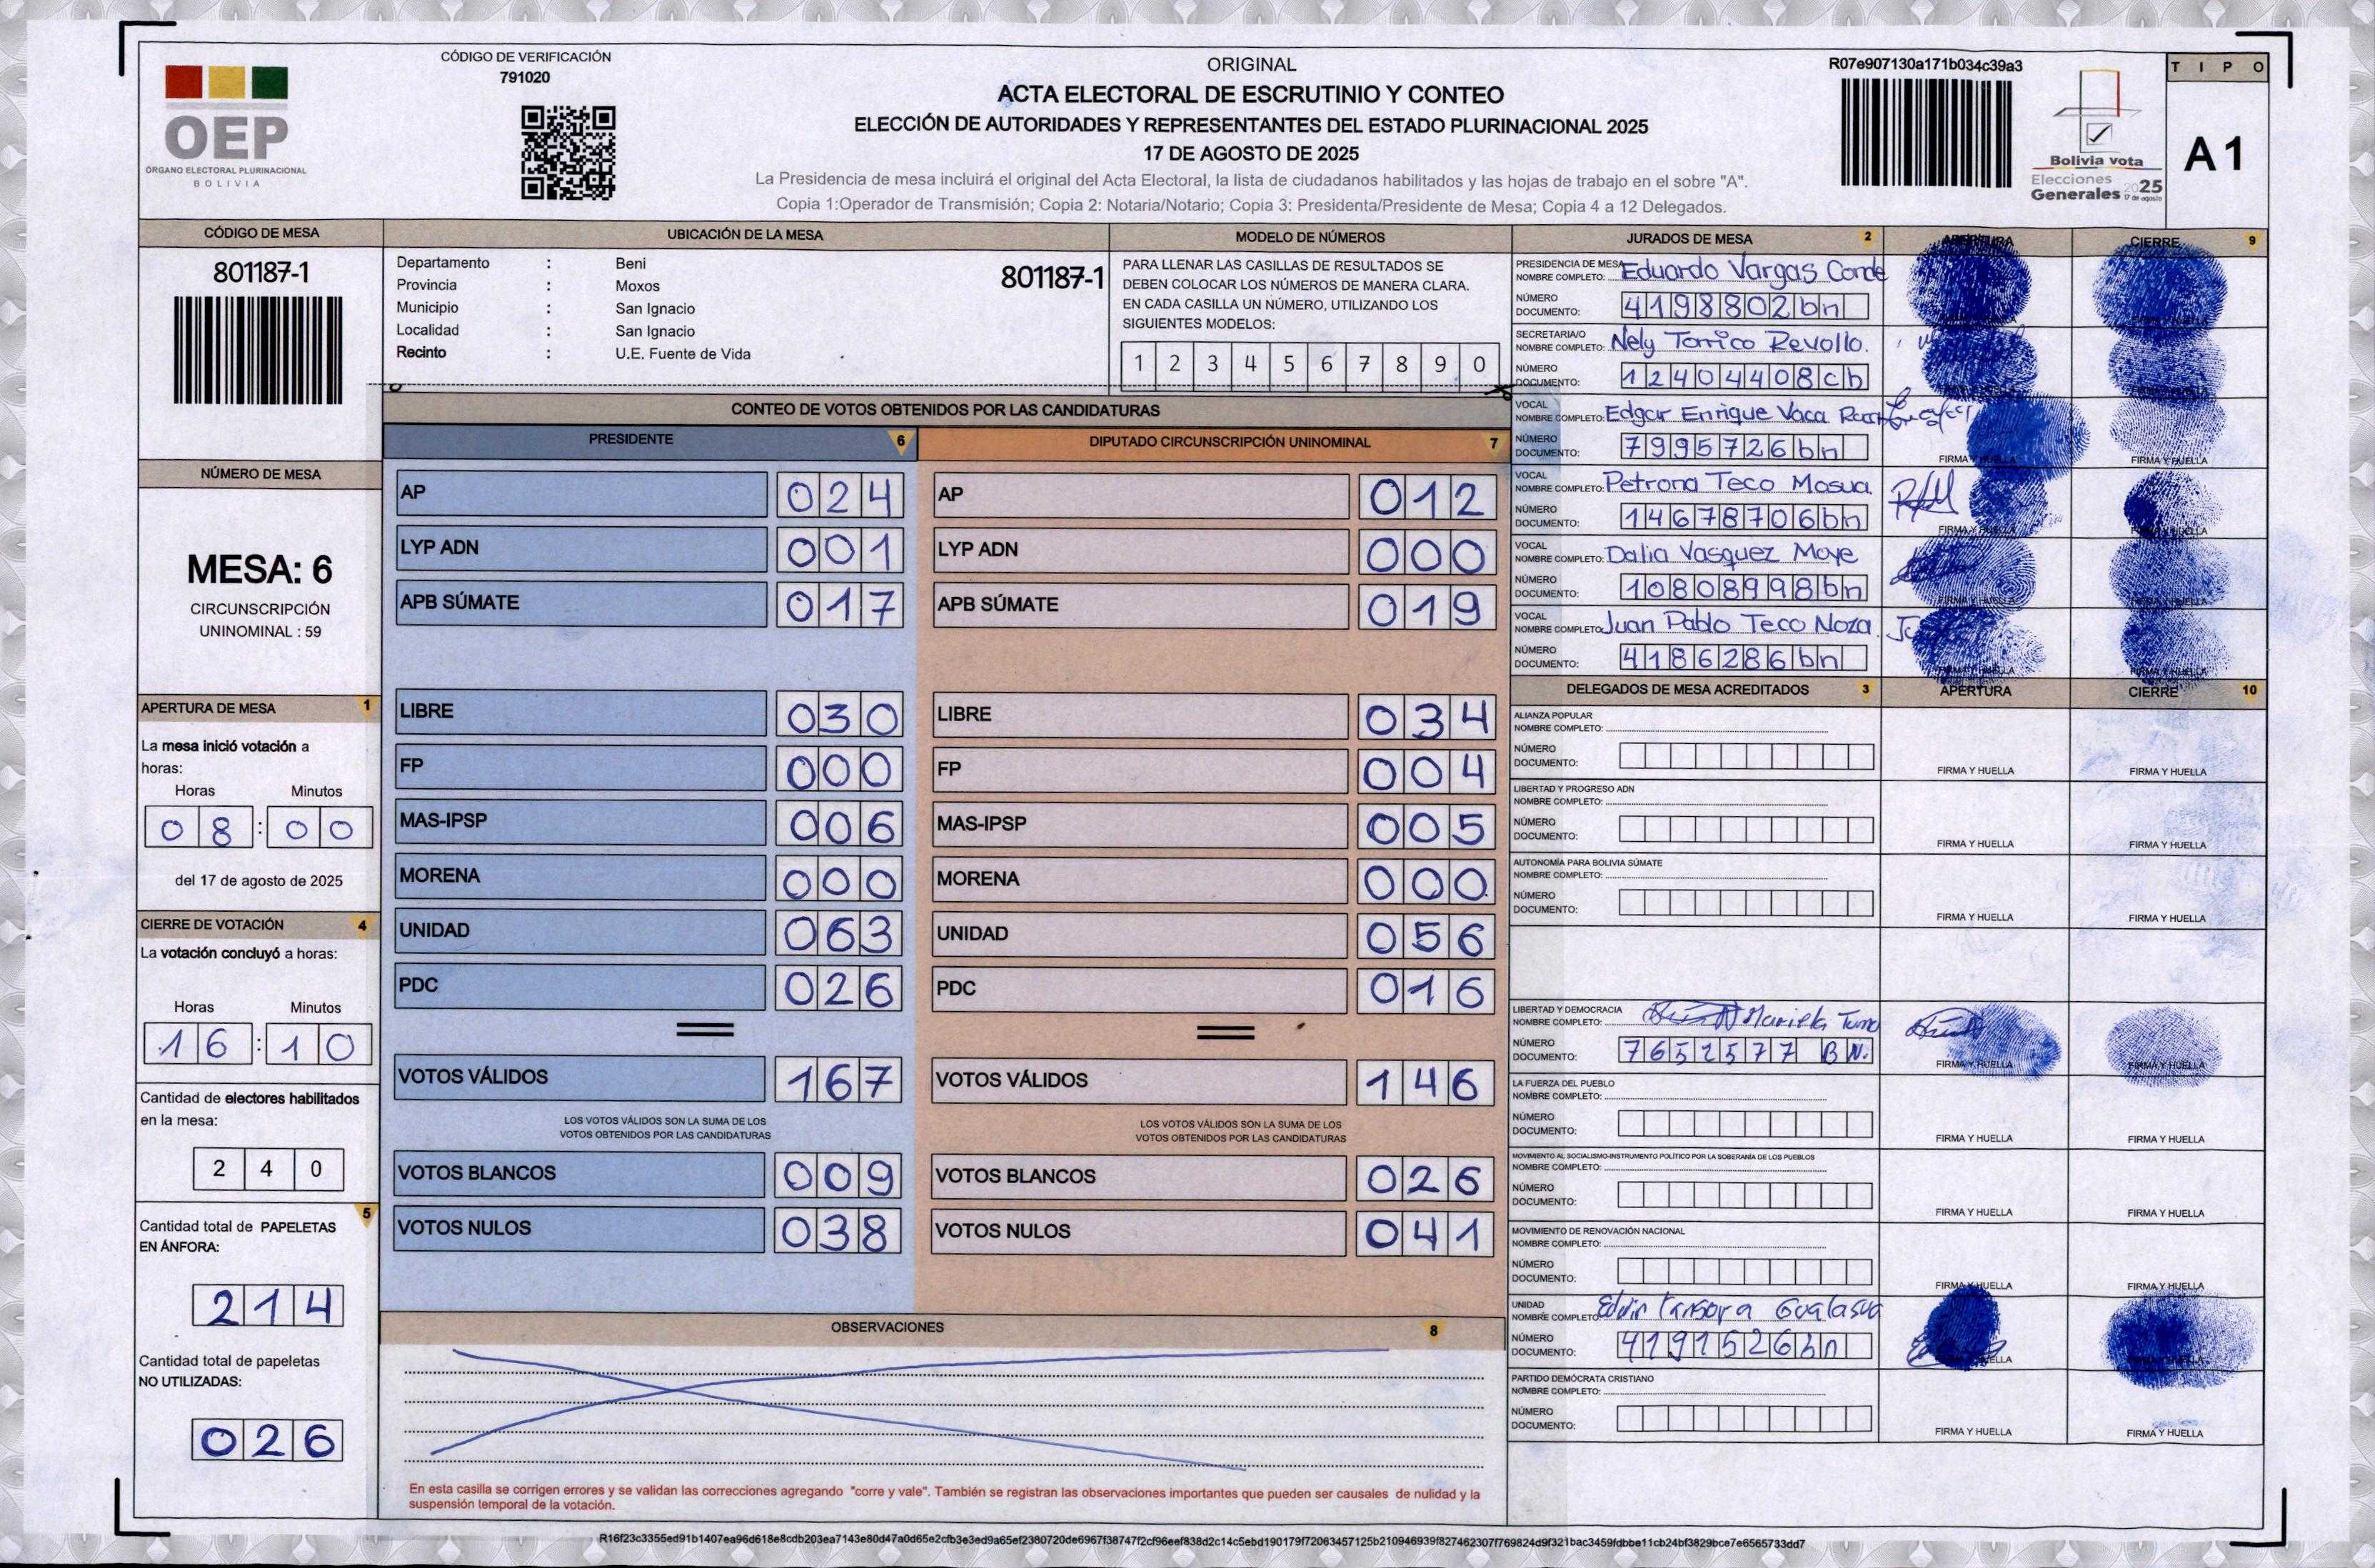 CÓDIGO DE VERIFICACIÓN
791020
OEP
ÓRGANO ELECTORAL PLURINACIONAL
BOLIVIA
ORIGINAL
ACTA ELECTORAL DE ESCRUTINIO Y CONTEO
ELECCIÓN DE AUTORIDADES Y REPRESENTANTES DEL ESTADO PLURINACIONAL 2025
17 DE AGOSTO DE 2025
La Presidencia de mesa incluirá el original del Acta Electoral, la lista de ciudadanos habilitados y las hojas de trabajo en el sobre "A".
Copia 1:Operador de Transmisión; Copia 2: Notaria/Notario; Copia 3: Presidenta/Presidente de Mesa; Copia 4 a 12 Delegados.
R07e907130a171b034c39a3
Bolivia vota
Elecciones
Generales 2025
17 de agosto
TIPO
A1
CÓDIGO DE MESA
801187-1
UBICACIÓN DE LA MESA
Departamento : Beni
Provincia : Moxos
Municipio : San Ignacio
Localidad : San Ignacio
Recinto : U.E. Fuente de Vida
801187-1
MODELO DE NÚMEROS
PARA LLENAR LAS CASILLAS DE RESULTADOS SE
DEBEN COLOCAR LOS NÚMEROS DE MANERA CLARA.
EN CADA CASILLA UN NÚMERO, UTILIZANDO LOS
SIGUIENTES MODELOS:
1 2 3 4 5 6 7 8 9 0
NÚMERO DE MESA
MESA: 6
CIRCUNSCRIPCIÓN
UNINOMINAL : 59
APERTURA DE MESA 1
La mesa inició votación a
horas:
Horas Minutos
08:00
del 17 de agosto de 2025
CIERRE DE VOTACIÓN 4
La votación concluyó a horas:
Horas Minutos
16:10
Cantidad de electores habilitados
en la mesa:
240
5
Cantidad total de PAPELETAS
EN ÁNFORA:
214
Cantidad total de papeletas
NO UTILIZADAS:
026
CONTEO DE VOTOS OBTENIDOS POR LAS CANDIDATURAS
PRESIDENTE 6
AP 024
LYP ADN 001
APB SÚMATE 017
LIBRE 030
FP 000
MAS-IPSP 006
MORENA 000
UNIDAD 063
PDC 026
VOTOS VÁLIDOS 167
LOS VOTOS VÁLIDOS SON LA SUMA DE LOS
VOTOS OBTENIDOS POR LAS CANDIDATURAS
VOTOS BLANCOS 009
VOTOS NULOS 038
DIPUTADO CIRCUNSCRIPCIÓN UNINOMINAL 7
AP 012
LYP ADN 000
APB SÚMATE 019
LIBRE 034
FP 004
MAS-IPSP 005
MORENA 000
UNIDAD 056
PDC 016
VOTOS VÁLIDOS 146
LOS VOTOS VÁLIDOS SON LA SUMA DE LOS
VOTOS OBTENIDOS POR LAS CANDIDATURAS
VOTOS BLANCOS 026
VOTOS NULOS 041
OBSERVACIONES 8
En esta casilla se corrigen errores y se validan las correcciones agregando "corre y vale". También se registran las observaciones importantes que pueden ser causales de nulidad y la
suspensión temporal de la votación.
JURADOS DE MESA 2 APERTURA CIERRE 9
PRESIDENCIA DE MESA
NOMBRE COMPLETO: Eduardo Vargas Conde
NÚMERO
DOCUMENTO: 4198802bn
SECRETARIA/O
NOMBRE COMPLETO: Nely Torrico Revollo.
NÚMERO
DOCUMENTO: 12404408cb
VOCAL
NOMBRE COMPLETO: Edgar Enrique Vaca
NÚMERO
DOCUMENTO: 7995726bn
FIRMA Y HUELLA FIRMA Y HUELLA
VOCAL
NOMBRE COMPLETO: Petrona Teco Masua.
NÚMERO
DOCUMENTO: 14678706bn
FIRMA Y HUELLA
VOCAL
NOMBRE COMPLETO: Dalia Vasquez Moye
NÚMERO
DOCUMENTO: 10808998bn
FIRMA Y HUELLA
VOCAL
NOMBRE COMPLETO: Juan Pablo Teco Noza.
NÚMERO
DOCUMENTO: 4186286bn
FIRMA Y HUELLA
DELEGADOS DE MESA ACREDITADOS 3 APERTURA CIERRE 10
ALIANZA POPULAR
NOMBRE COMPLETO:
NÚMERO
DOCUMENTO:
FIRMA Y HUELLA FIRMA Y HUELLA
LIBERTAD Y PROGRESO ADN
NOMBRE COMPLETO:
NÚMERO
DOCUMENTO:
FIRMA Y HUELLA FIRMA Y HUELLA
AUTONOMÍA PARA BOLIVIA SÚMATE
NOMBRE COMPLETO:
NÚMERO
DOCUMENTO:
FIRMA Y HUELLA FIRMA Y HUELLA
LIBERTAD Y DEMOCRACIA
NOMBRE COMPLETO: Mariela
NÚMERO
DOCUMENTO: 7652577 BN.
FIRMA Y HUELLA FIRMA Y HUELLA
LA FUERZA DEL PUEBLO
NOMBRE COMPLETO:
NÚMERO
DOCUMENTO:
FIRMA Y HUELLA FIRMA Y HUELLA
MOVIMIENTO AL SOCIALISMO-INSTRUMENTO POLÍTICO POR LA SOBERANÍA DE LOS PUEBLOS
NOMBRE COMPLETO:
NÚMERO
DOCUMENTO:
FIRMA Y HUELLA FIRMA Y HUELLA
MOVIMIENTO DE RENOVACIÓN NACIONAL
NOMBRE COMPLETO:
NÚMERO
DOCUMENTO:
FIRMA Y HUELLA FIRMA Y HUELLA
UNIDAD
NOMBRE COMPLETO:
NÚMERO
DOCUMENTO: 4191526bn
PARTIDO DEMÓCRATA CRISTIANO
NOMBRE COMPLETO:
NÚMERO
DOCUMENTO:
FIRMA Y HUELLA FIRMA Y HUELLA